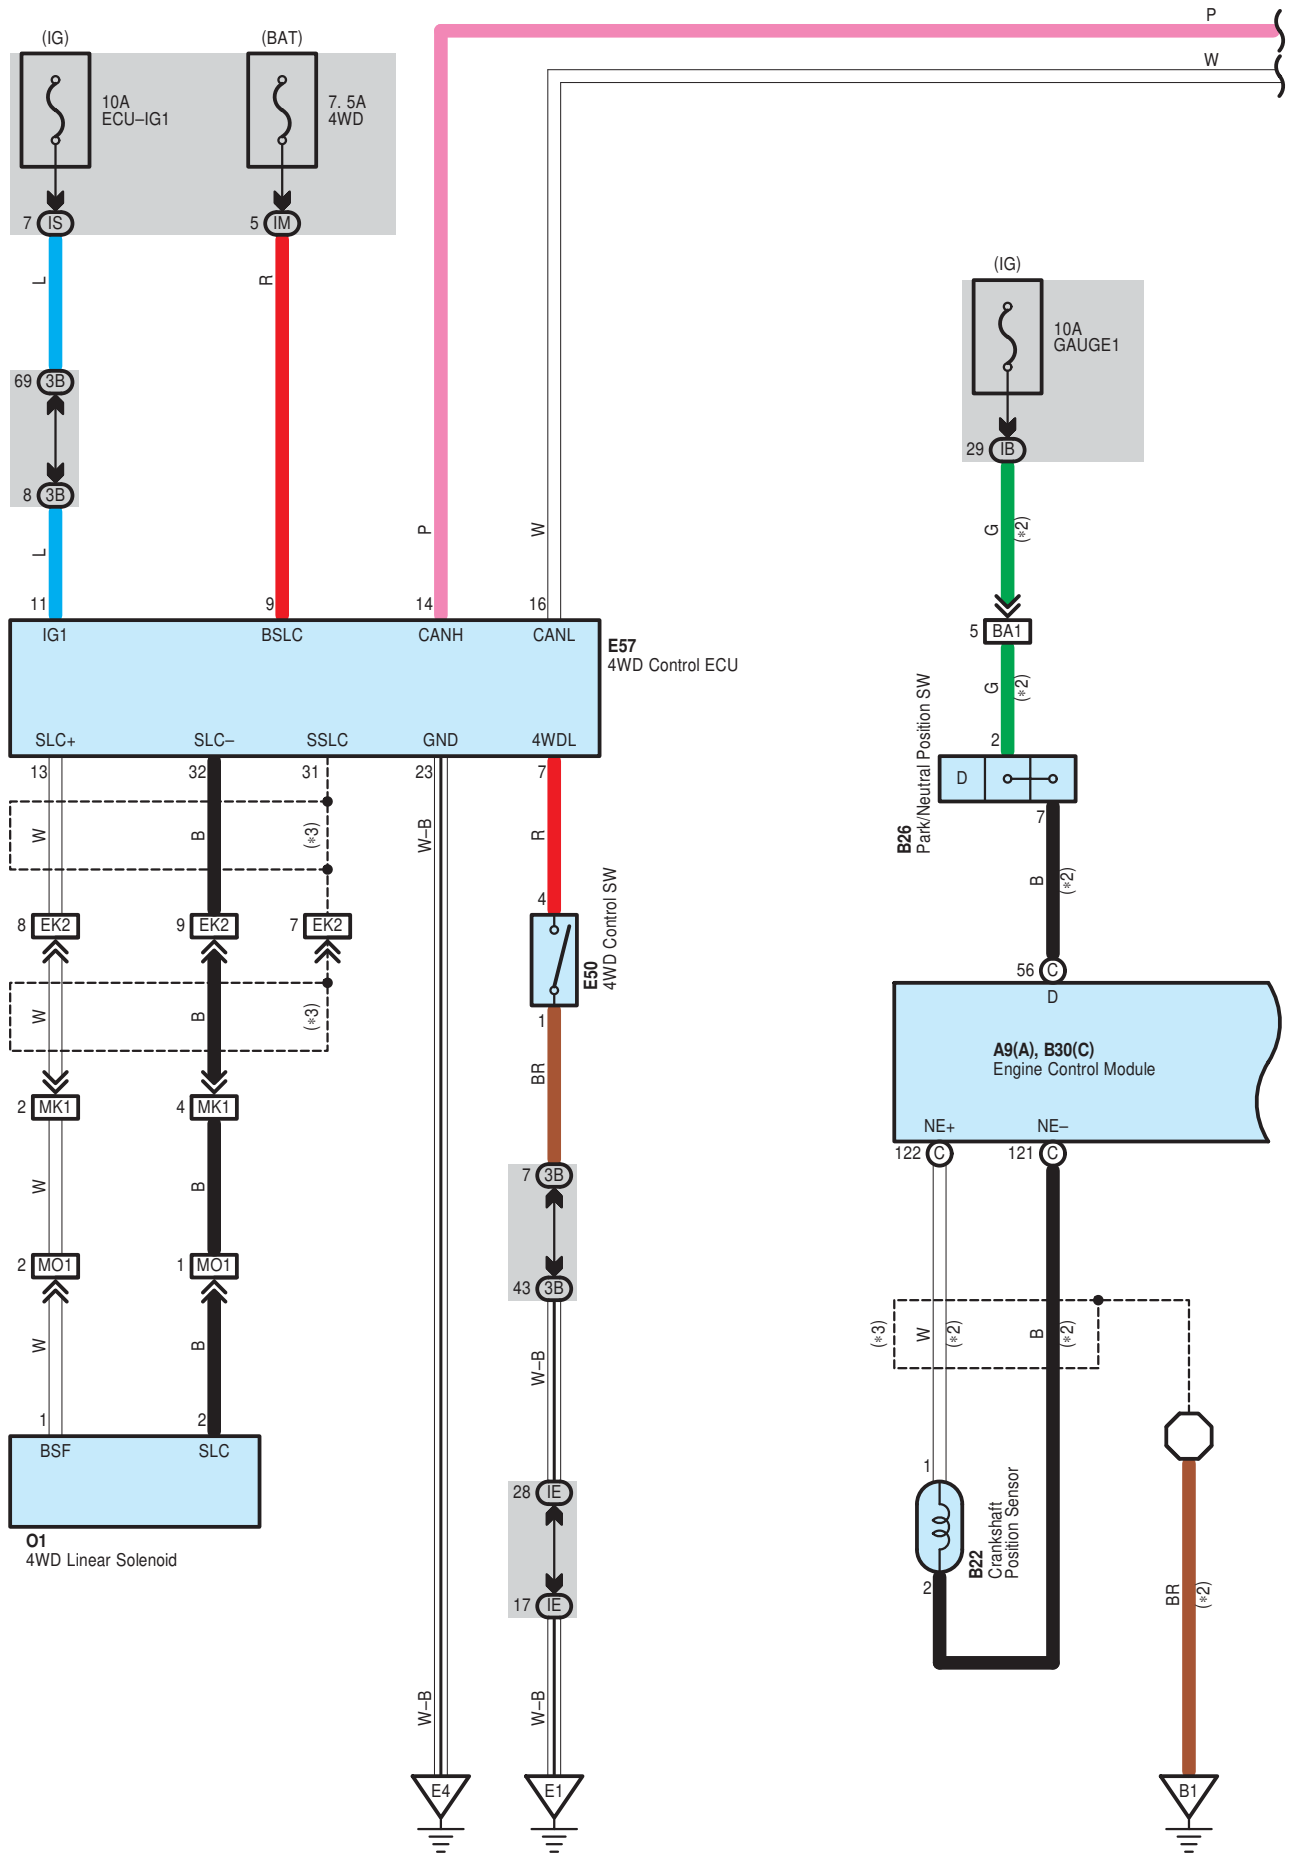 P
W
(IG)
(BAT)
10A
ECU–IG1
7. 5A
4WD
7 IS
5 IM
L
R
(IG)
10A
GAUGE1
69 3B
29 IB
8 3B
L
P
W
G
(*2)
11
9
14
16
IG1
BSLC
CANH
CANL
E57
4WD Control ECU
5 BA1
G
(*2)
SLC+
SLC–
SSLC
GND
4WDL
2
13
32
31
23
7
D
B26
Park/Neutral Position SW
7
W
B
(*3)
W–B
R
B
(*2)
4
8 EK2
9 EK2
7 EK2
E50
4WD Control SW
56 C
D
W
B
(*3)
1
A9(A), B30(C)
Engine Control Module
BR
2 MK1
4 MK1
NE+
NE–
122 C
121 C
7 3B
W
B
2 MO1
1 MO1
43 3B
W
B
W–B
(*3)
W
(*2)
B
(*2)
1
2
BSF
SLC
1
28 IE
O1
4WD Linear Solenoid
B22
Crankshaft
Position Sensor
2
17 IE
BR
(*2)
W–B
W–B
E4
E1
B1